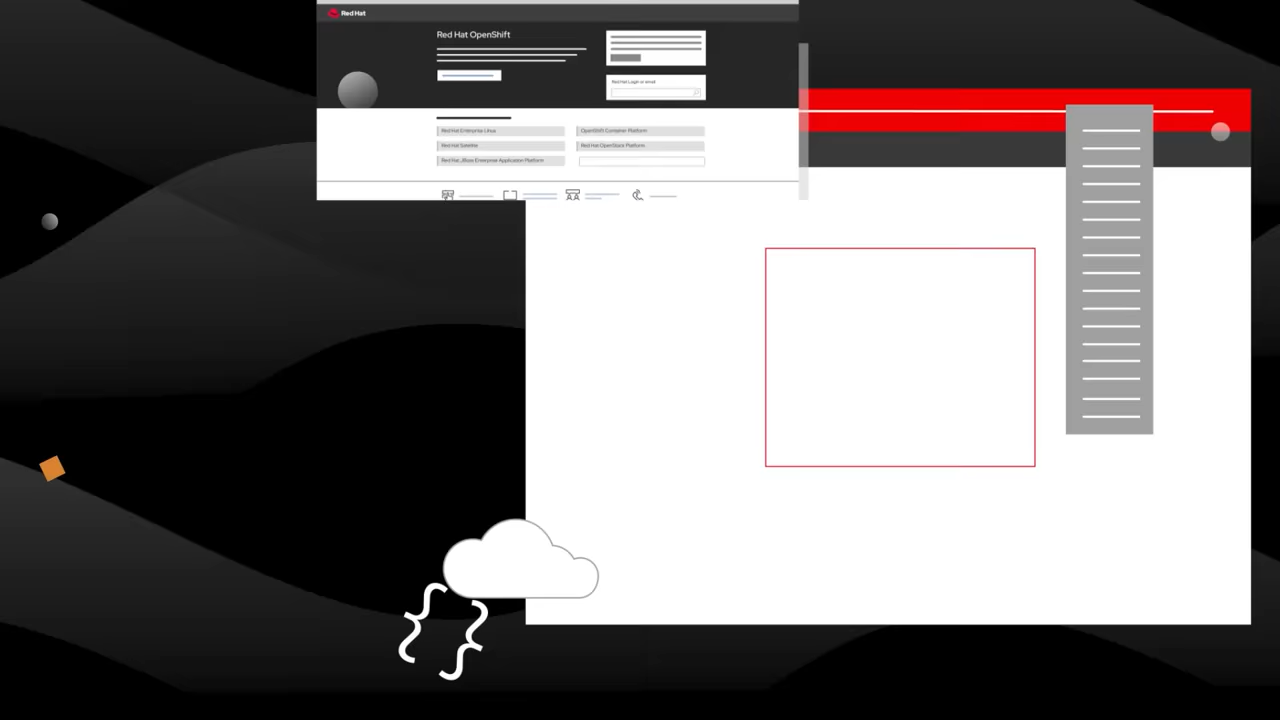 Red Hat
Red Hat OpenShift
Red Hat Login or email
Red Hat Enterprise Linux
OpenShift Container Platform
Red Hat Satellite
Red Hat OpenStack Platform
Red Hat JBoss Enterprise Application Platform